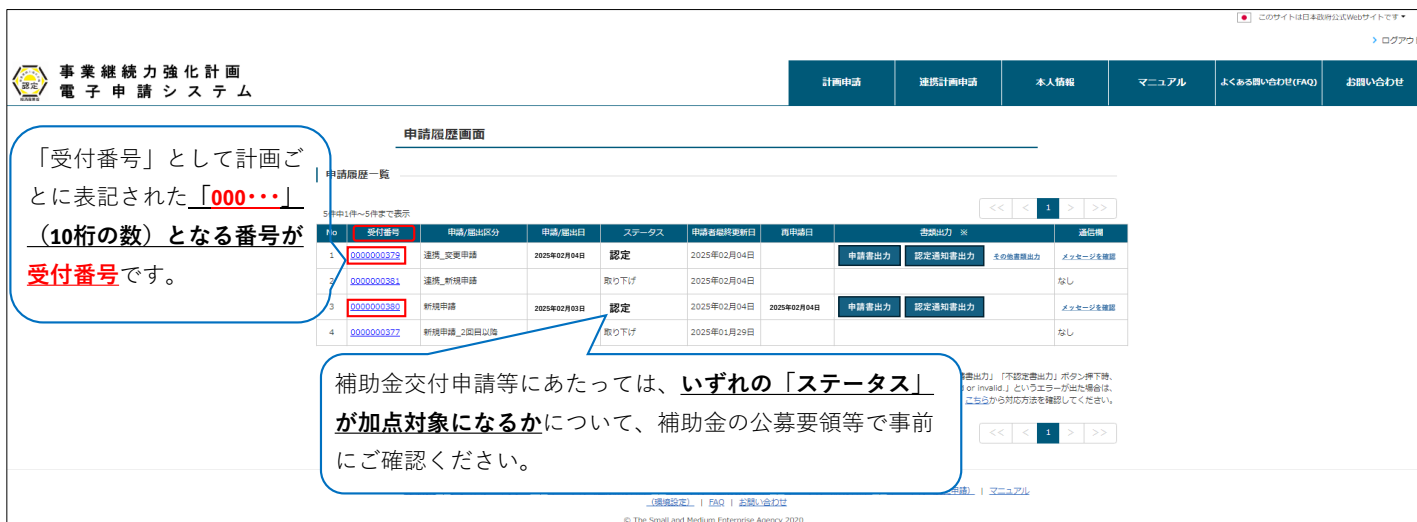 このサイトは日本政府公式Webサイトです
ログアウト
認定
事業継続力強化計画
電子申請システム
計画申請
連携計画申請
本人情報
マニュアル
よくある問い合わせ(FAQ)
お問い合わせ
申請履歴画面
「受付番号」として計画ご
とに表記された「000・・・」
（10桁の数）となる番号が
受付番号です。
申請履歴一覧
5件中1件～5件まで表示
<< < 1 > >>
No 受付番号 申請/届出区分 申請/届出日 ステータス 申請者最終更新日 再申請日 書類出力 ※ 通信欄
1 0000000379 連携_変更申請 2025年02月04日 認定 2025年02月04日 申請書出力 認定通知書出力 その他書類出力 メッセージを確認
2 0000000381 連携_新規申請 取り下げ 2025年02月04日 なし
3 0000000380 新規申請 2025年02月03日 認定 2025年02月04日 2025年02月04日 申請書出力 認定通知書出力 メッセージを確認
4 0000000377 新規申請_2回目以降 取り下げ 2025年01月29日 なし
補助金交付申請等にあたっては、いずれの「ステータス」
が加点対象になるかについて、補助金の公募要領等で事前
にご確認ください。
書出力」「不認定書出力」ボタン押下時、
or invalid.」というエラーが出た場合は、
こちらから対応方法を確認してください。
<< < 1 > >>
申請） | マニュアル
（環境設定） | FAQ | お問い合わせ
© The Small and Medium Enterprise Agency 2020